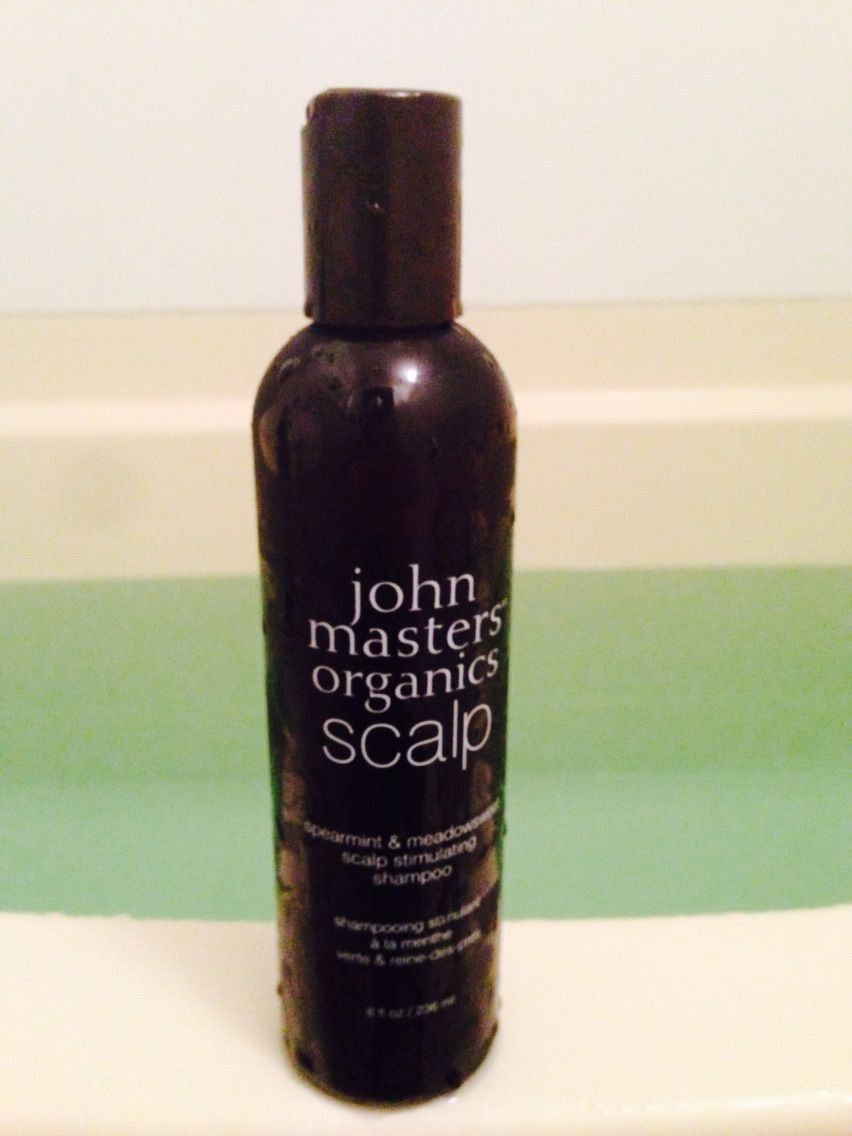 john
masters™
organics
scalp
spearmint & meadowsweet
scalp stimulating
shampoo
shampooing stimulant
à la menthe
verte & reine-des-prés
8 fl oz / 236 ml